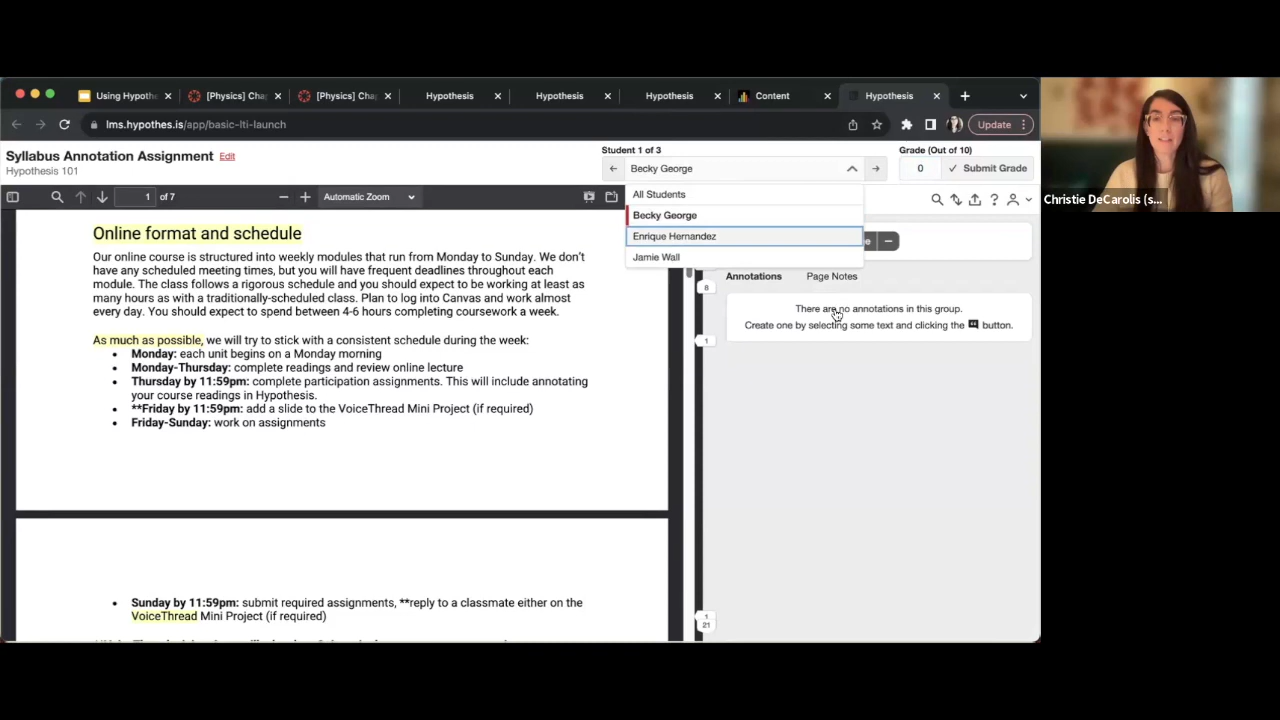 Using Hypoth
[Physics] Cha
[Physics] Cha
Hypothesis
Hypothesis
Hypothesis
Content
Hypothesis
lms.hypothes.is/app/basic-lti-launch
Update
Syllabus Annotation Assignment Edit
Hypothesis 101
Student 1 of 3
Becky George
Grade (Out of 10)
0
Submit Grade
1 of 7
Automatic Zoom
All Students
Becky George
Enrique Hernandez
Jamie Wall
Annotations
Page Notes
8
There are no annotations in this group.
Create one by selecting some text and clicking the button.
1
1
21
Online format and schedule
Our online course is structured into weekly modules that run from Monday to Sunday. We don't
have any scheduled meeting times, but you will have frequent deadlines throughout each
module. The class follows a rigorous schedule and you should expect to be working at least as
many hours as with a traditionally-scheduled class. Plan to log into Canvas and work almost
every day. You should expect to spend between 4-6 hours completing coursework a week.
As much as possible, we will try to stick with a consistent schedule during the week:
• Monday: each unit begins on a Monday morning
• Monday-Thursday: complete readings and review online lecture
• Thursday by 11:59pm: complete participation assignments. This will include annotating
your course readings in Hypothesis.
• **Friday by 11:59pm: add a slide to the VoiceThread Mini Project (if required)
• Friday-Sunday: work on assignments
• Sunday by 11:59pm: submit required assignments, **reply to a classmate either on the
VoiceThread Mini Project (if required)
Christie DeCarolis (s...